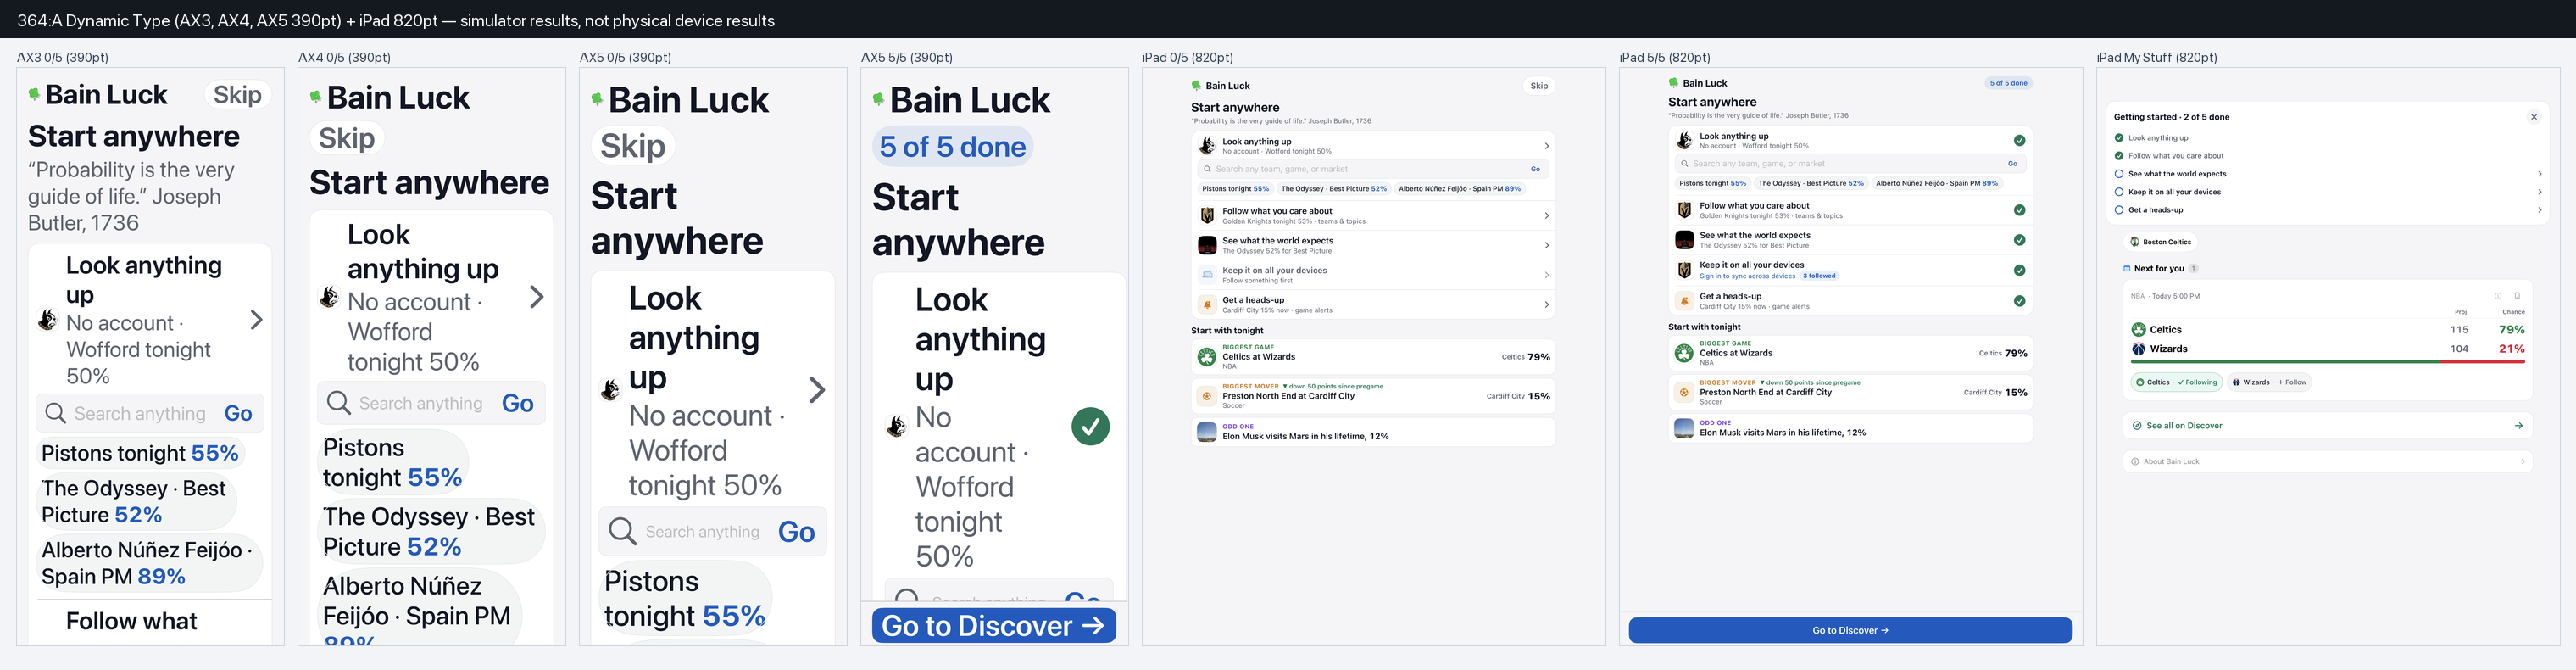 364:A Dynamic Type (AX3, AX4, AX5 390pt) + iPad 820pt — simulator results, not physical device results
AX3 0/5 (390pt)
Bain Luck
Skip
Start anywhere
“Probability is the very
guide of life.” Joseph
Butler, 1736
Look anything
up
No account ·
Wofford tonight
50%
Search anything
Go
Pistons tonight 55%
The Odyssey · Best
Picture 52%
Alberto Núñez Feijóo ·
Spain PM 89%
Follow what
AX4 0/5 (390pt)
Bain Luck
Skip
Start anywhere
Look
anything up
No account ·
Wofford
tonight 50%
Search anything
Go
Pistons
tonight 55%
The Odyssey · Best
Picture 52%
Alberto Núñez
Feijóo · Spain PM
89%
AX5 0/5 (390pt)
Bain Luck
Skip
Start
anywhere
Look
anything
up
No account ·
Wofford
tonight 50%
Search anything
Go
Pistons
tonight 55%
AX5 5/5 (390pt)
Bain Luck
5 of 5 done
Start
anywhere
Look
anything
up
No
account ·
Wofford
tonight
50%
Search anything
Go
Go to Discover →
iPad 0/5 (820pt)
Bain Luck
Skip
Start anywhere
"Probability is the very guide of life." Joseph Butler, 1736
Look anything up
No account · Wofford tonight 50%
Search any team, game, or market
Go
Pistons tonight 55%
The Odyssey · Best Picture 52%
Alberto Núñez Feijóo · Spain PM 89%
Follow what you care about
Golden Knights tonight 53% · teams & topics
See what the world expects
The Odyssey 52% for Best Picture
Keep it on all your devices
Follow something first
Get a heads-up
Cardiff City 15% now · game alerts
Start with tonight
BIGGEST GAME
Celtics at Wizards
NBA
Celtics 79%
BIGGEST MOVER ▼ down 50 points since pregame
Preston North End at Cardiff City
Soccer
Cardiff City 15%
ODD ONE
Elon Musk visits Mars in his lifetime, 12%
iPad 5/5 (820pt)
Bain Luck
5 of 5 done
Start anywhere
"Probability is the very guide of life." Joseph Butler, 1736
Look anything up
No account · Wofford tonight 50%
Search any team, game, or market
Go
Pistons tonight 55%
The Odyssey · Best Picture 52%
Alberto Núñez Feijóo · Spain PM 89%
Follow what you care about
Golden Knights tonight 53% · teams & topics
See what the world expects
The Odyssey 52% for Best Picture
Keep it on all your devices
Sign in to sync across devices
3 followed
Get a heads-up
Cardiff City 15% now · game alerts
Start with tonight
BIGGEST GAME
Celtics at Wizards
NBA
Celtics 79%
BIGGEST MOVER ▼ down 50 points since pregame
Preston North End at Cardiff City
Soccer
Cardiff City 15%
ODD ONE
Elon Musk visits Mars in his lifetime, 12%
Go to Discover →
iPad My Stuff (820pt)
Getting started · 2 of 5 done
Look anything up
Follow what you care about
See what the world expects
Keep it on all your devices
Get a heads-up
Boston Celtics
Next for you 1
NBA · Today 5:00 PM
Proj. Chance
Celtics 115 79%
Wizards 104 21%
Celtics · ✓ Following
Wizards · + Follow
See all on Discover →
About Bain Luck